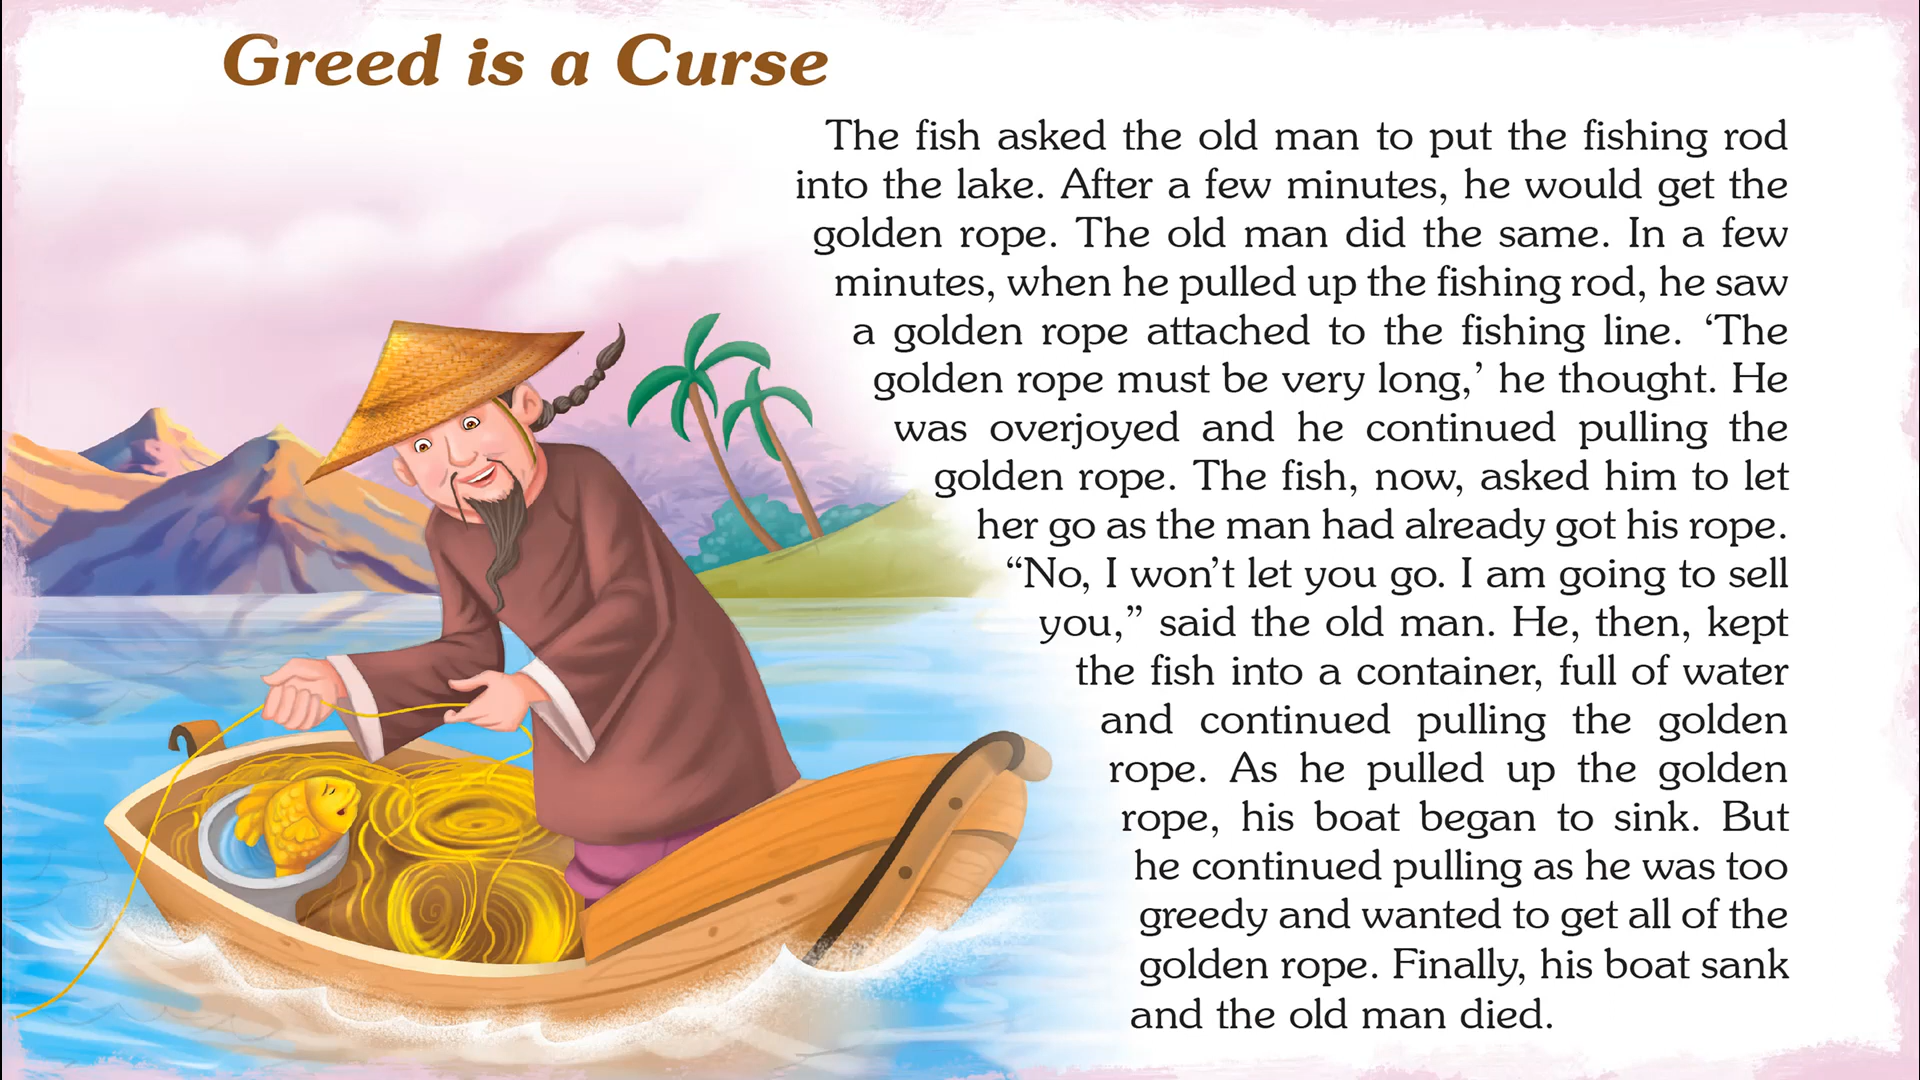 Greed is a Curse
The fish asked the old man to put the fishing rod
into the lake. After a few minutes, he would get the
golden rope. The old man did the same. In a few
minutes, when he pulled up the fishing rod, he saw
a golden rope attached to the fishing line. ‘The
golden rope must be very long,’ he thought. He
was overjoyed and he continued pulling the
golden rope. The fish, now, asked him to let
her go as the man had already got his rope.
“No, I won’t let you go. I am going to sell
you,” said the old man. He, then, kept
the fish into a container, full of water
and continued pulling the golden
rope. As he pulled up the golden
rope, his boat began to sink. But
he continued pulling as he was too
greedy and wanted to get all of the
golden rope. Finally, his boat sank
and the old man died.